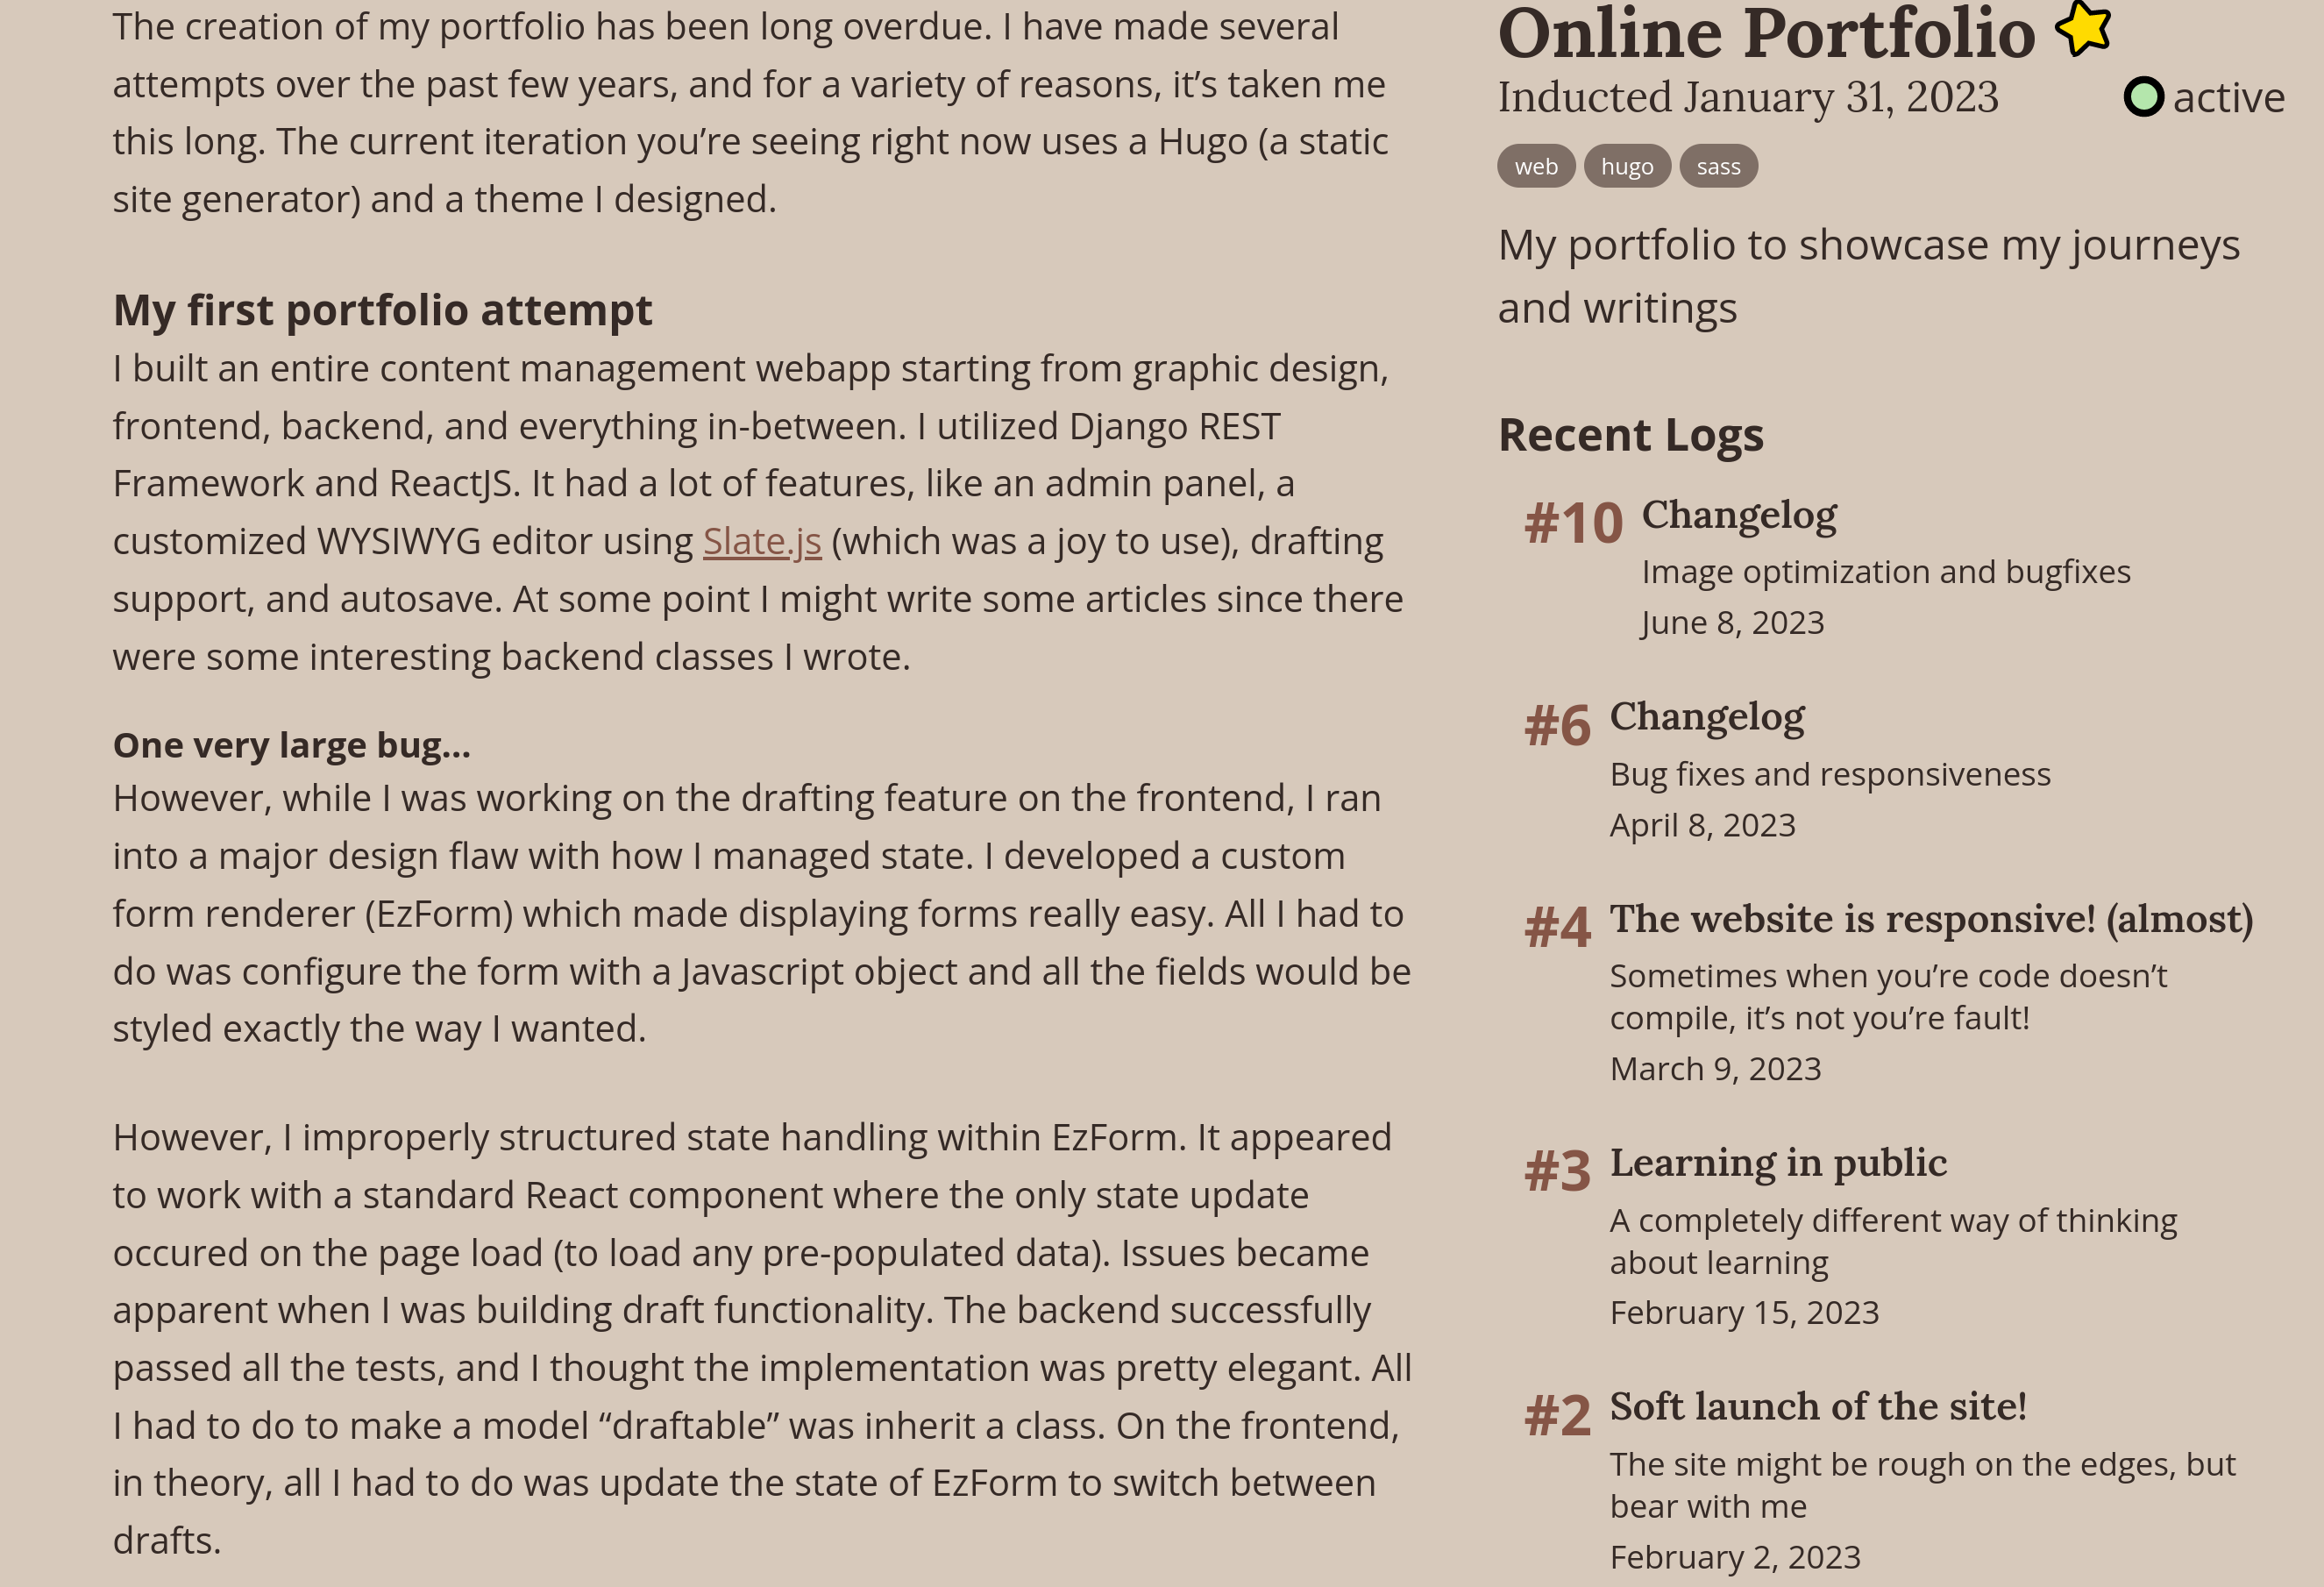 The creation of my portfolio has been long overdue. I have made several
attempts over the past few years, and for a variety of reasons, it’s taken me
this long. The current iteration you’re seeing right now uses a Hugo (a static
site generator) and a theme I designed.
My first portfolio attempt
I built an entire content management webapp starting from graphic design,
frontend, backend, and everything in-between. I utilized Django REST
Framework and ReactJS. It had a lot of features, like an admin panel, a
customized WYSIWYG editor using Slate.js (which was a joy to use), drafting
support, and autosave. At some point I might write some articles since there
were some interesting backend classes I wrote.
One very large bug…
However, while I was working on the drafting feature on the frontend, I ran
into a major design flaw with how I managed state. I developed a custom
form renderer (EzForm) which made displaying forms really easy. All I had to
do was configure the form with a Javascript object and all the fields would be
styled exactly the way I wanted.
However, I improperly structured state handling within EzForm. It appeared
to work with a standard React component where the only state update
occured on the page load (to load any pre-populated data). Issues became
apparent when I was building draft functionality. The backend successfully
passed all the tests, and I thought the implementation was pretty elegant. All
I had to do to make a model “draftable” was inherit a class. On the frontend,
in theory, all I had to do was update the state of EzForm to switch between
drafts.
Online Portfolio
Inducted January 31, 2023
active
web hugo sass
My portfolio to showcase my journeys
and writings
Recent Logs
#10 Changelog
Image optimization and bugfixes
June 8, 2023
#6 Changelog
Bug fixes and responsiveness
April 8, 2023
#4 The website is responsive! (almost)
Sometimes when you’re code doesn’t
compile, it’s not you’re fault!
March 9, 2023
#3 Learning in public
A completely different way of thinking
about learning
February 15, 2023
#2 Soft launch of the site!
The site might be rough on the edges, but
bear with me
February 2, 2023